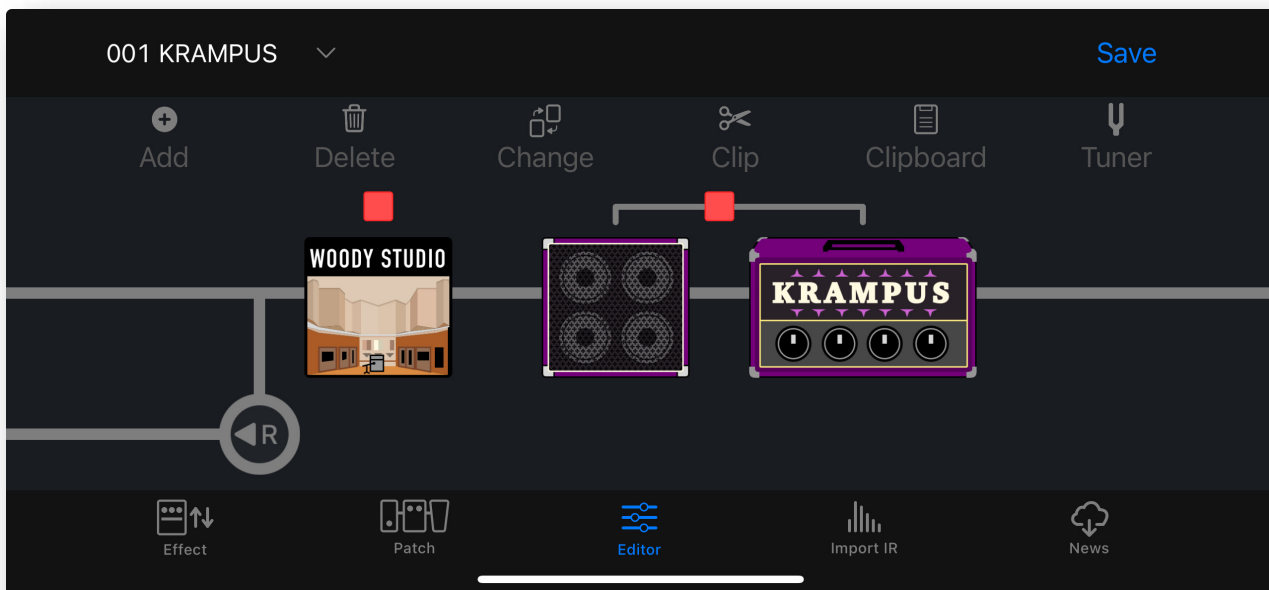 001 KRAMPUS
Save
Add
Delete
Change
Clip
Clipboard
Tuner
WOODY STUDIO
KRAMPUS
R
Effect
Patch
Editor
Import IR
News